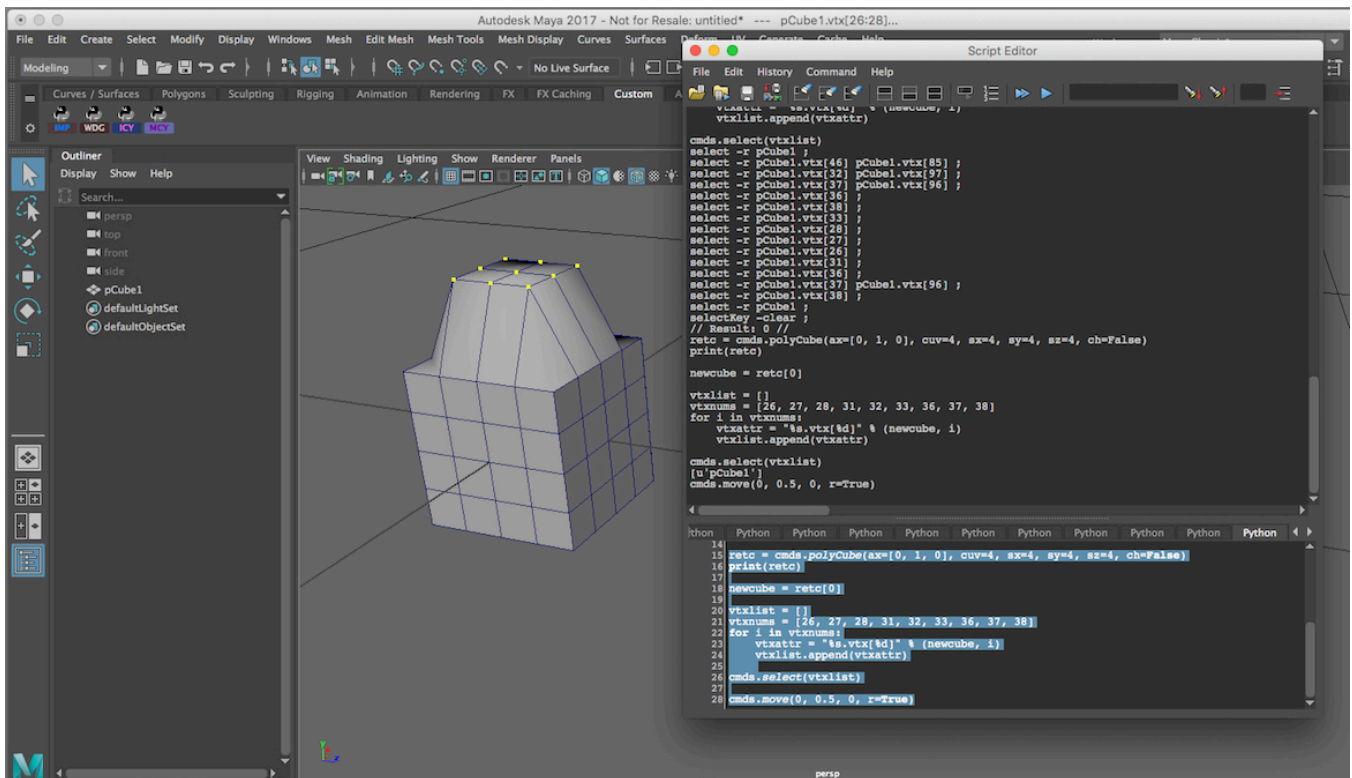 Autodesk Maya 2017 - Not for Resale: untitled* --- pCube1.vtx[26:28]...
File Edit Create Select Modify Display Windows Mesh Edit Mesh Mesh Tools Mesh Display Curves Surfaces
Modeling
No Live Surface
Curves / Surfaces Polygons Sculpting Rigging Animation Rendering FX FX Caching Custom
IMP WDG ICY MCY
Outliner
Display Show Help
Search...
persp
top
front
side
pCube1
defaultLightSet
defaultObjectSet
View Shading Lighting Show Renderer Panels
persp
Script Editor
File Edit History Command Help
vtxattr = "%s.vtx[%d]" % (newcube, i)
vtxlist.append(vtxattr)
cmds.select(vtxlist)
select -r pCube1 ;
select -r pCube1.vtx[46] pCube1.vtx[85] ;
select -r pCube1.vtx[32] pCube1.vtx[97] ;
select -r pCube1.vtx[37] pCube1.vtx[96] ;
select -r pCube1.vtx[36] ;
select -r pCube1.vtx[38] ;
select -r pCube1.vtx[33] ;
select -r pCube1.vtx[28] ;
select -r pCube1.vtx[27] ;
select -r pCube1.vtx[26] ;
select -r pCube1.vtx[31] ;
select -r pCube1.vtx[36] ;
select -r pCube1.vtx[37] pCube1.vtx[96] ;
select -r pCube1.vtx[38] ;
select -r pCube1 ;
selectKey -clear ;
// Result: 0 //
retc = cmds.polyCube(ax=[0, 1, 0], cuv=4, sx=4, sy=4, sz=4, ch=False)
print(retc)
newcube = retc[0]
vtxlist = []
vtxnums = [26, 27, 28, 31, 32, 33, 36, 37, 38]
for i in vtxnums:
vtxattr = "%s.vtx[%d]" % (newcube, i)
vtxlist.append(vtxattr)
cmds.select(vtxlist)
[u'pCube1']
cmds.move(0, 0.5, 0, r=True)
thon Python Python Python Python Python Python Python Python Python Python
14
15 retc = cmds.polyCube(ax=[0, 1, 0], cuv=4, sx=4, sy=4, sz=4, ch=False)
16 print(retc)
17
18 newcube = retc[0]
19
20 vtxlist = []
21 vtxnums = [26, 27, 28, 31, 32, 33, 36, 37, 38]
22 for i in vtxnums:
23 vtxattr = "%s.vtx[%d]" % (newcube, i)
24 vtxlist.append(vtxattr)
25
26 cmds.select(vtxlist)
27
28 cmds.move(0, 0.5, 0, r=True)